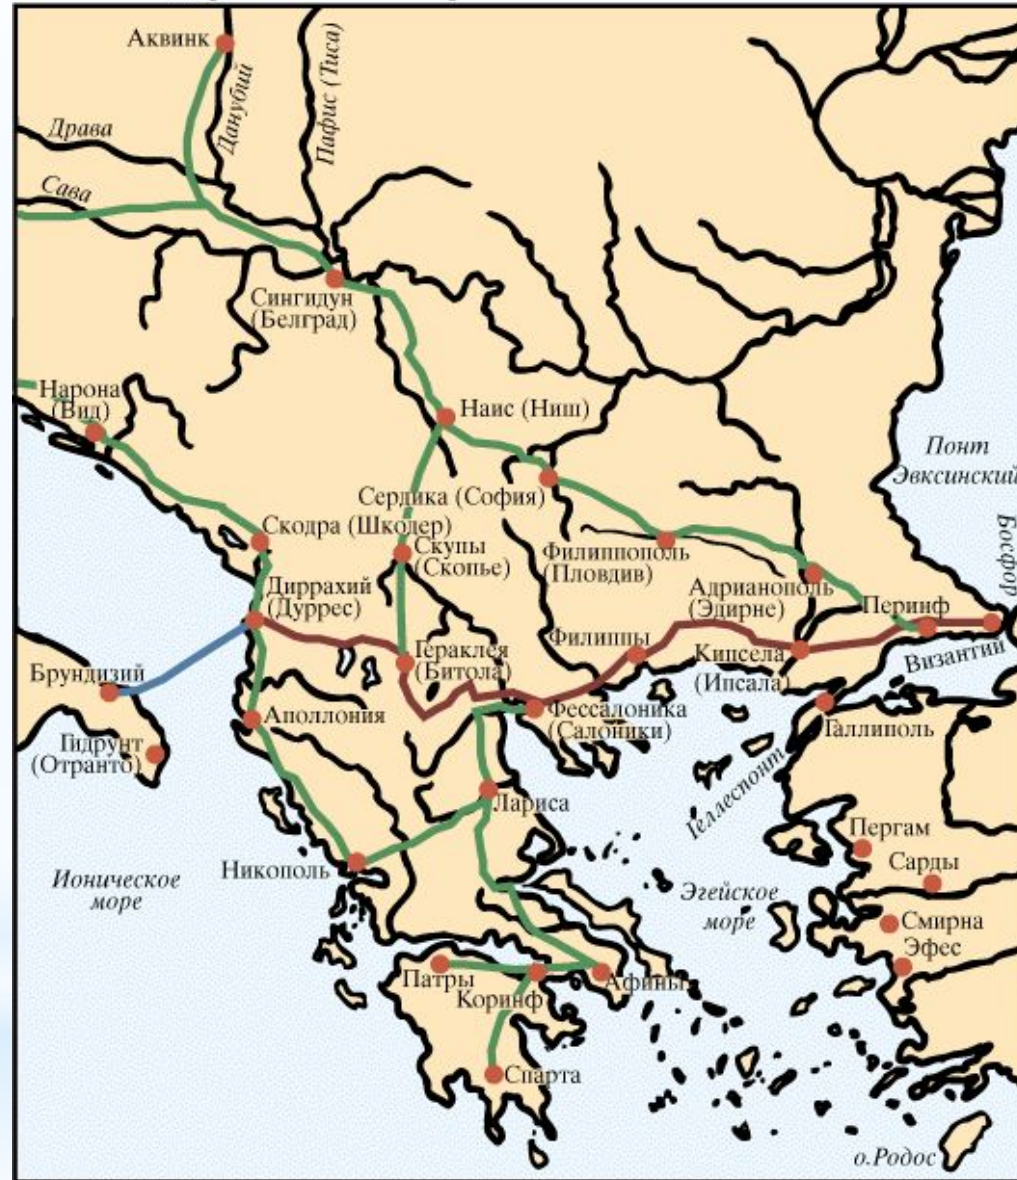 Аквинк
Данубий
Пафис (Тиса)
Драва
Сава
Сингидун
(Белград)
Нарона
(Вид)
Наис (Ниш)
Понт
Эвксинский
Сердика (София)
Скодра (Шкодер)
Скупы
(Скопье)
Филиппополь
(Пловдив)
Босфор
Диррахий
(Дуррес)
Адрианополь
(Эдирне)
Перинф
Филиппы
Гераклея
(Битола)
Кипсела
(Ипсала)
Византий
Брундизий
Аполлония
Фессалоника
(Салоники)
Галлиполь
Гидрунт
(Отранто)
Геллеспонт
Лариса
Пергам
Никополь
Сарды
Ионическое
море
Эгейское
море
Смирна
Эфес
Патры
Коринф
Афины
Спарта
о.Родос